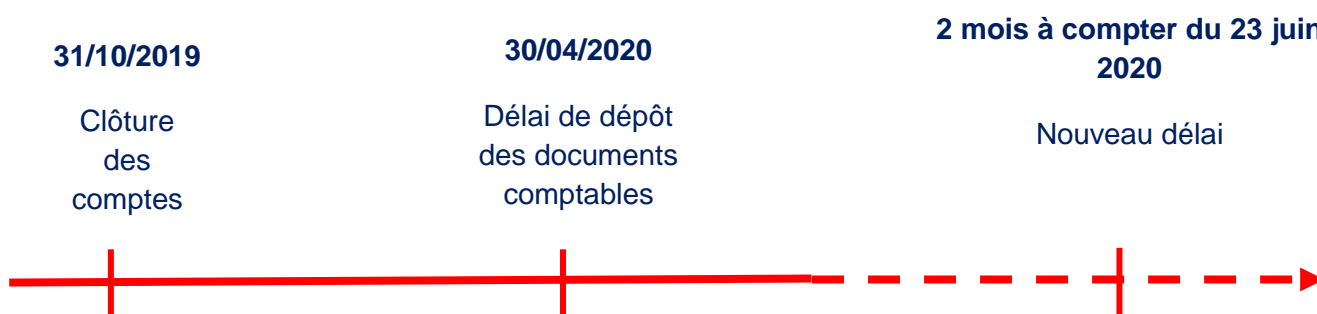 31/10/2019
Clôture
des
comptes
30/04/2020
Délai de dépôt
des documents
comptables
2 mois à compter du 23 juin
2020
Nouveau délai